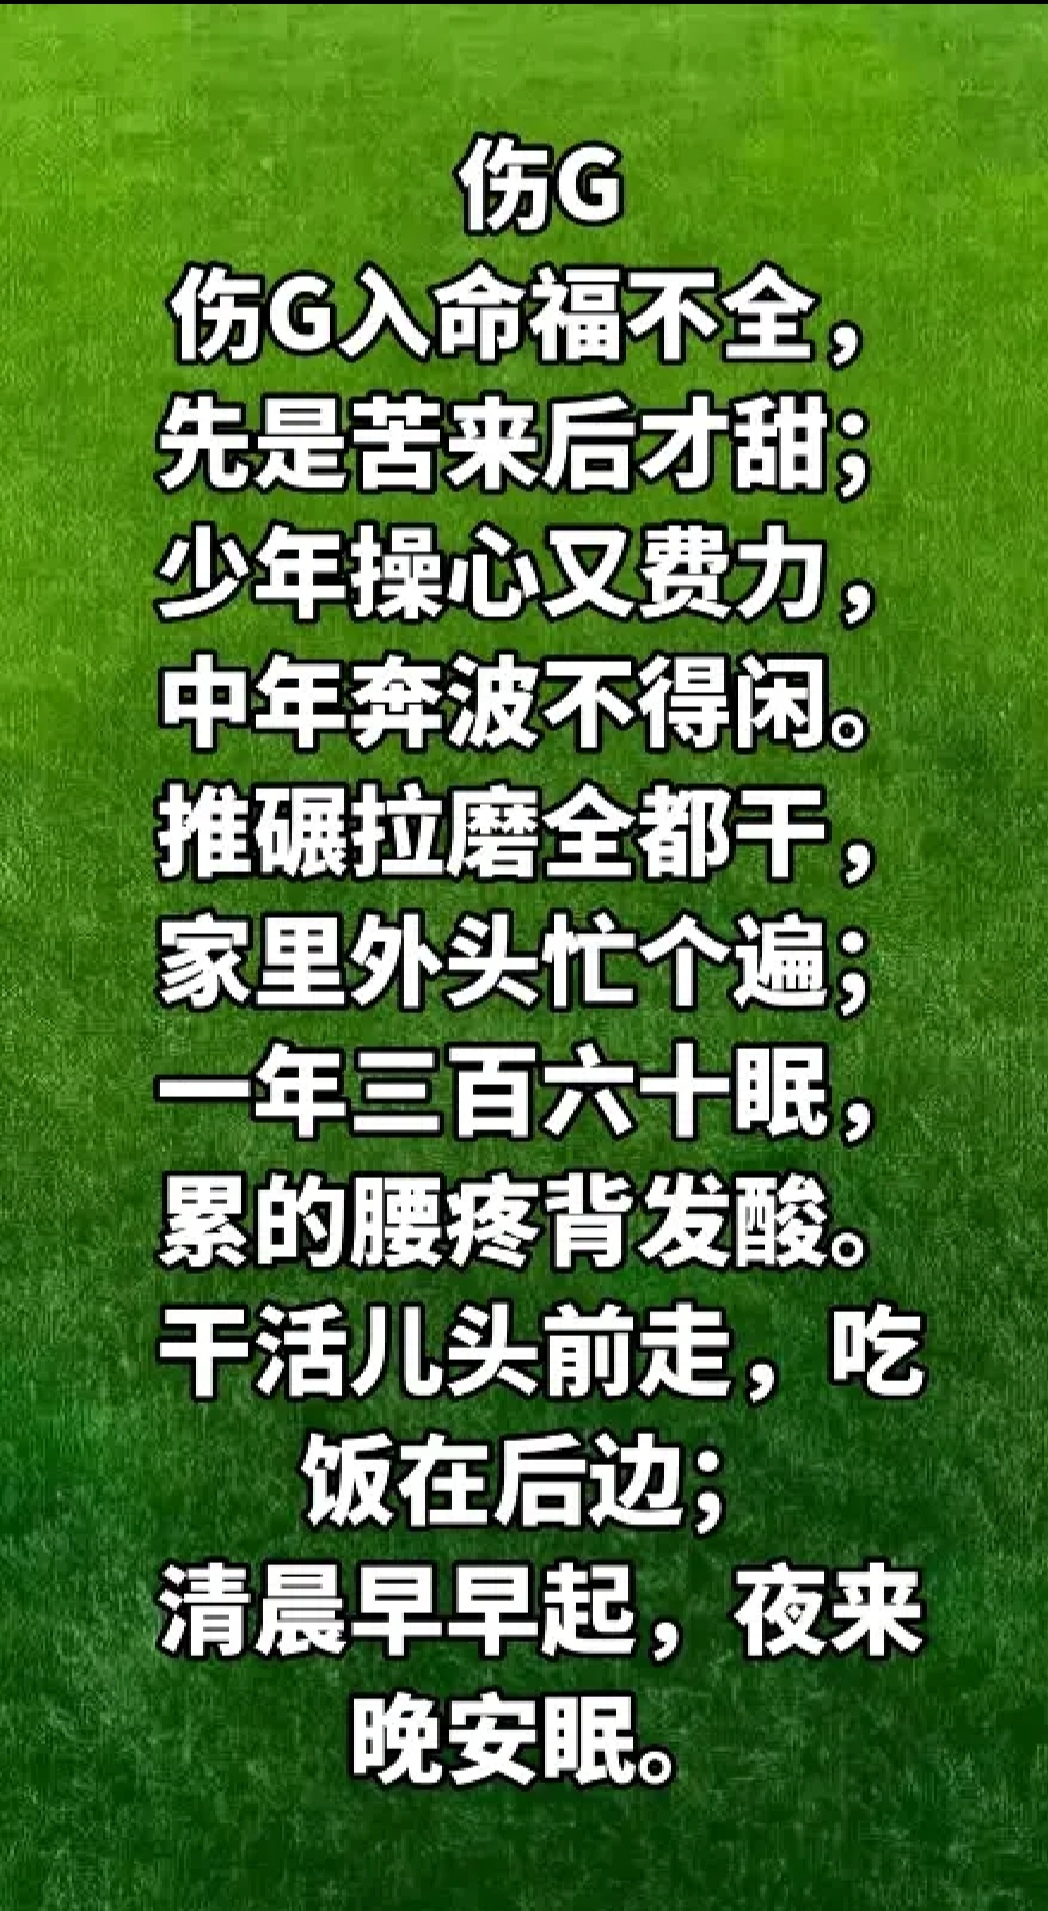 伤G
伤G入命福不全，
先是苦来后才甜；
少年操心又费力，
中年奔波不得闲。
推碾拉磨全都干，
家里外头忙个遍；
一年三百六十眠，
累的腰疼背发酸。
干活儿头前走，吃
饭在后边；
清晨早早起，夜来
晚安眠。